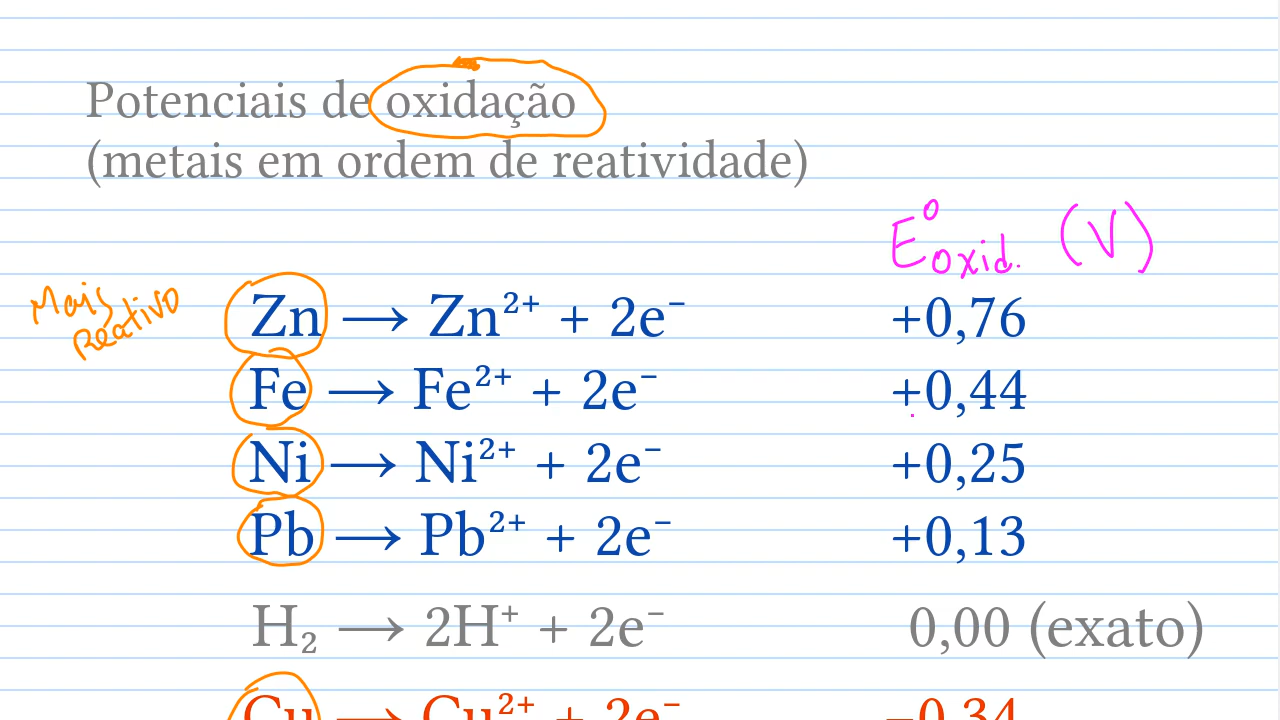 Potenciais de oxidação
(metais em ordem de reatividade)
E⁰oxid. (V)
Mais
Reativo
Zn ⟶ Zn²⁺ + 2e⁻ +0,76
Fe ⟶ Fe²⁺ + 2e⁻ +0,44
Ni ⟶ Ni²⁺ + 2e⁻ +0,25
Pb ⟶ Pb²⁺ + 2e⁻ +0,13
H₂ ⟶ 2H⁺ + 2e⁻ 0,00 (exato)
Cu ⟶ Cu²⁺ + 2e⁻ −0,34